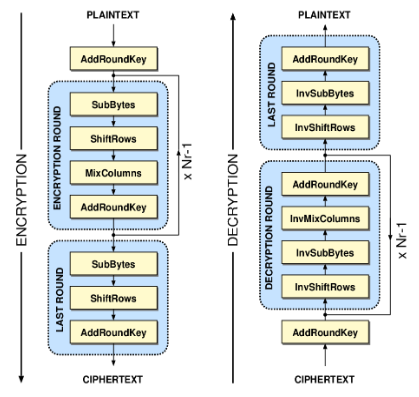 PLAINTEXT
AddRoundKey
SubBytes
ShiftRows
MixColumns
AddRoundKey
ENCRYPTION ROUND
x Nr-1
SubBytes
ShiftRows
AddRoundKey
LAST ROUND
CIPHERTEXT
ENCRYPTION
PLAINTEXT
AddRoundKey
InvSubBytes
InvShiftRows
LAST ROUND
AddRoundKey
InvMixColumns
InvSubBytes
InvShiftRows
DECRYPTION ROUND
x Nr-1
AddRoundKey
CIPHERTEXT
DECRYPTION